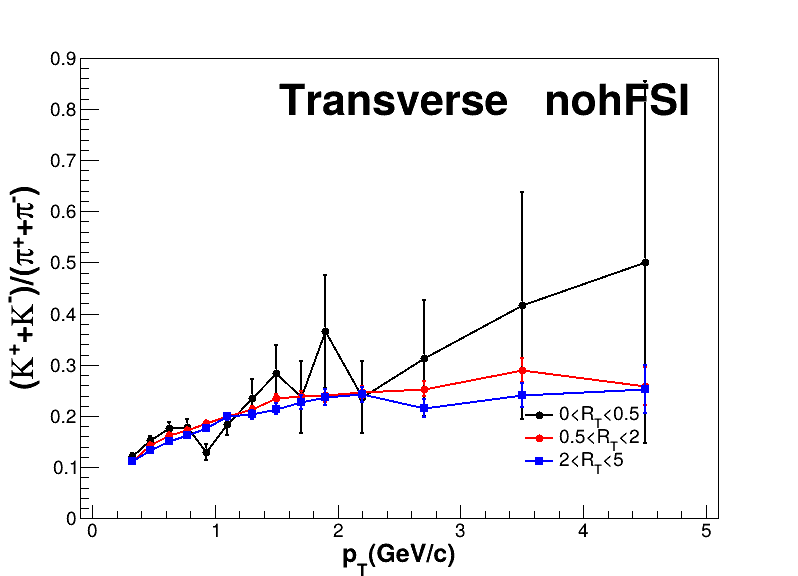 Transverse nohFSI
(K⁺+K⁻)/(π⁺+π⁻)
0.9
0.8
0.7
0.6
0.5
0.4
0.3
0.2
0.1
0
0<R_T<0.5
0.5<R_T<2
2<R_T<5
0 1 2 3 4 5
p_T(GeV/c)